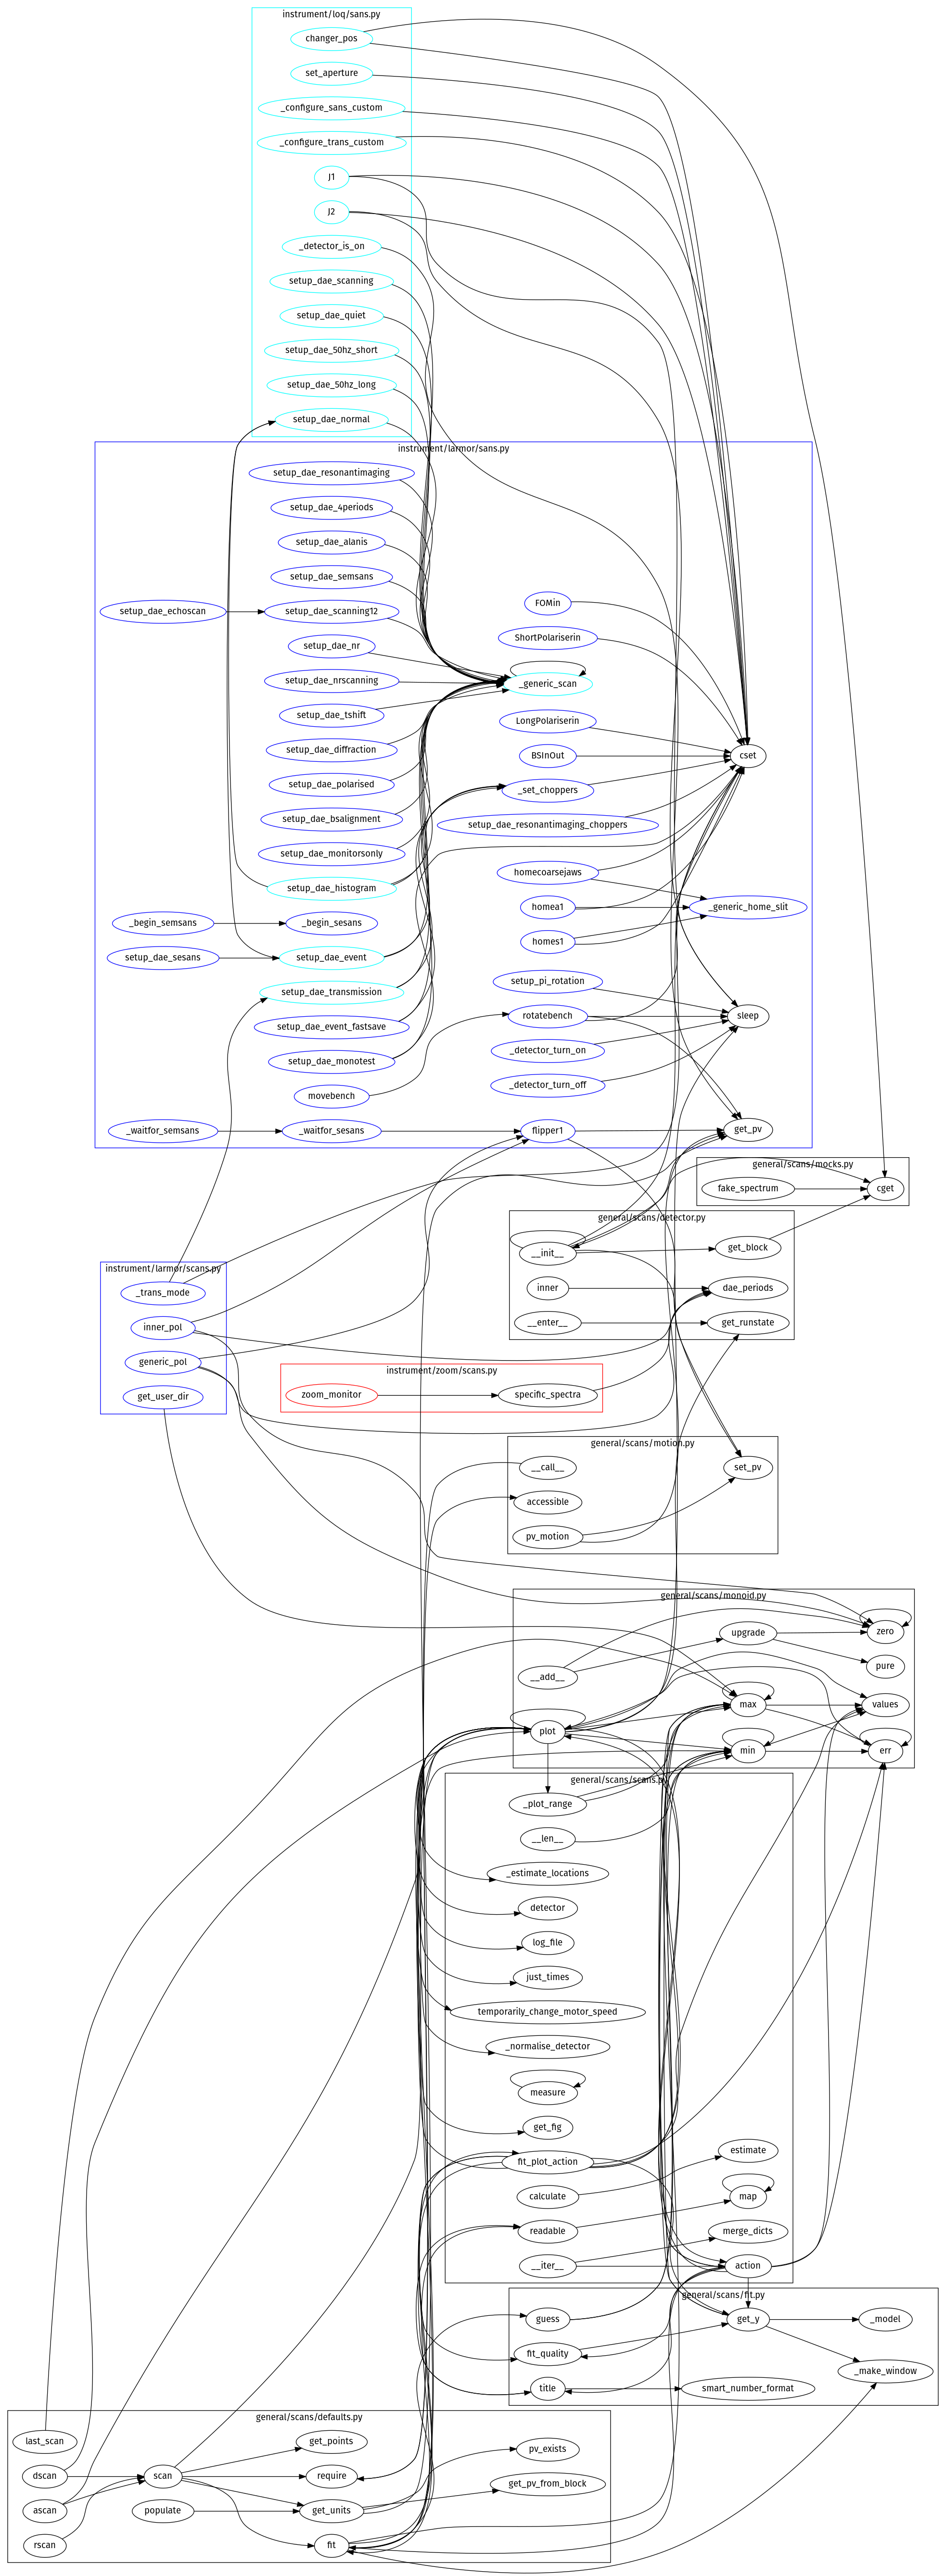 instrument/loq/sans.py
changer_pos
set_aperture
_configure_sans_custom
_configure_trans_custom
J1
J2
_detector_is_on
setup_dae_scanning
setup_dae_quiet
setup_dae_50hz_short
setup_dae_50hz_long
setup_dae_normal
instrument/larmor/sans.py
setup_dae_resonantimaging
setup_dae_4periods
setup_dae_alanis
setup_dae_semsans
setup_dae_echoscan
setup_dae_scanning12
FOMin
setup_dae_nr
ShortPolariserin
setup_dae_nrscanning
_generic_scan
setup_dae_tshift
LongPolariserin
setup_dae_diffraction
BSInOut
cset
setup_dae_polarised
_set_choppers
setup_dae_bsalignment
setup_dae_resonantimaging_choppers
setup_dae_monitorsonly
setup_dae_histogram
homecoarsejaws
_begin_semsans
_begin_sesans
homea1
_generic_home_slit
setup_dae_sesans
setup_dae_event
homes1
setup_dae_transmission
setup_pi_rotation
setup_dae_event_fastsave
rotatebench
sleep
setup_dae_monotest
_detector_turn_on
movebench
_detector_turn_off
_waitfor_semsans
_waitfor_sesans
flipper1
get_pv
general/scans/mocks.py
fake_spectrum
cget
general/scans/detector.py
__init__
get_block
inner
dae_periods
__enter__
get_runstate
instrument/larmor/scans.py
_trans_mode
inner_pol
generic_pol
get_user_dir
instrument/zoom/scans.py
zoom_monitor
specific_spectra
general/scans/motion.py
__call__
set_pv
accessible
pv_motion
general/scans/monoid.py
upgrade
zero
__add__
pure
max
values
plot
min
err
general/scans/scans.py
_plot_range
__len__
_estimate_locations
detector
log_file
just_times
temporarily_change_motor_speed
_normalise_detector
measure
get_fig
fit_plot_action
estimate
calculate
map
readable
merge_dicts
__iter__
action
general/scans/fit.py
guess
get_y
_model
fit_quality
_make_window
title
smart_number_format
general/scans/defaults.py
last_scan
get_points
pv_exists
dscan
scan
require
get_pv_from_block
ascan
populate
get_units
rscan
fit